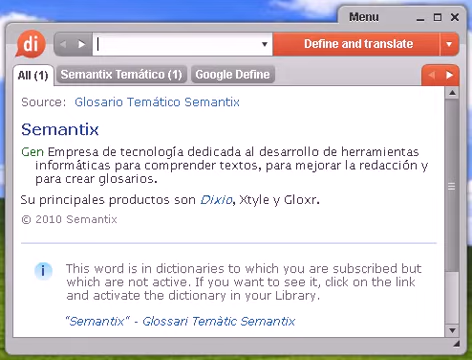 Menu
di
Define and translate
All (1)
Semantix Temático (1)
Google Define
Source: Glosario Temático Semantix
Semantix
Gen Empresa de tecnología dedicada al desarrollo de herramientas
informáticas para comprender textos, para mejorar la redacción y
para crear glosarios.
Su principales productos son Dixio, Xtyle y Gloxr.
© 2010 Semantix
This word is in dictionaries to which you are subscribed but
which are not active. If you want to see it, click on the link
and activate the dictionary in your Library.
"Semantix" - Glossari Temàtic Semantix